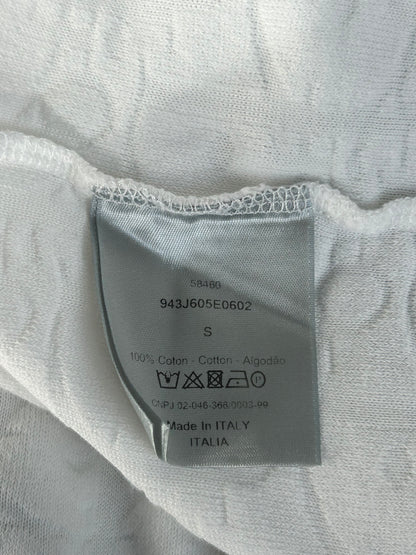 58460
943J605E0602
S
100% Coton - Cotton - Algodão
P
CNPJ 02-046-366/0003-99
Made In ITALY
ITALIA